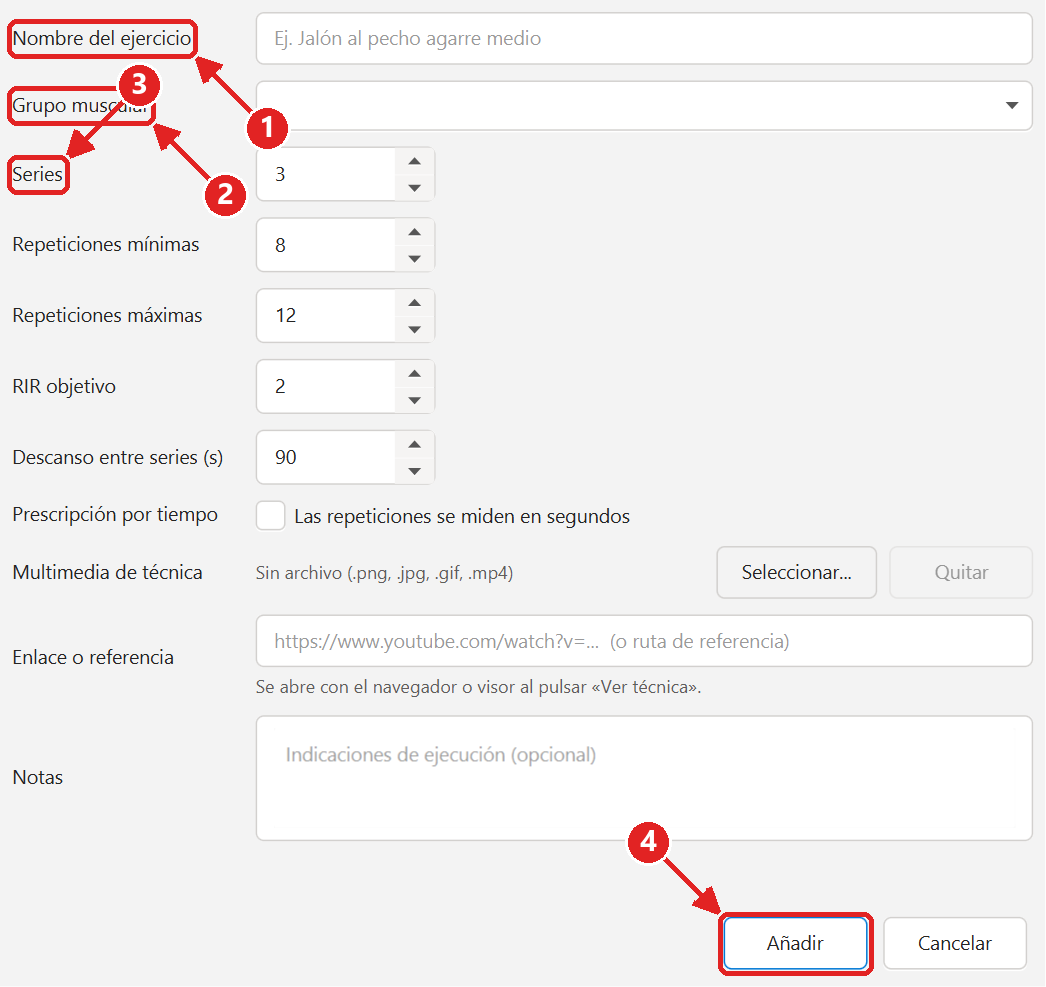 Nombre del ejercicio
Ej. Jalón al pecho agarre medio
1
3
Grupo muscular
2
Series
3
Repeticiones mínimas
8
Repeticiones máximas
12
RIR objetivo
2
Descanso entre series (s)
90
Prescripción por tiempo
Las repeticiones se miden en segundos
Multimedia de técnica
Sin archivo (.png, .jpg, .gif, .mp4)
Seleccionar...
Quitar
Enlace o referencia
https://www.youtube.com/watch?v=... (o ruta de referencia)
Se abre con el navegador o visor al pulsar «Ver técnica».
Notas
Indicaciones de ejecución (opcional)
4
Añadir
Cancelar